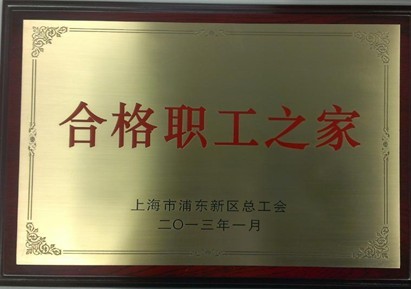 合格职工之家
上海市浦东新区总工会
二〇一三年一月